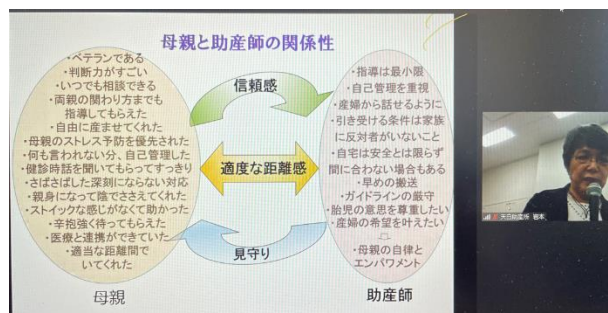 母親と助産師の関係性
・ベテランである
・判断力がすごい
・いつでも相談できる
・両親の関わり方までも
指導してもらえた
・自由に産ませてくれた
・母親のストレス予防を優先された
・何も言われない分、自己管理した
・健診時話を聞いてもらってすっきり
・さばさばした深刻にならない対応
・親身になって陰でささえてくれた
・ストイックな感じがなくて助かった
・辛抱強く待ってもらえた
・医療と連携ができていた
・適当な距離間で
いてくれた
母親
信頼感
適度な距離感
見守り
・指導は最小限
・自己管理を重視
・産婦から話せるように
・引き受ける条件は家族
に反対者がいないこと
・自宅は安全とは限らず
間に合わない場合もある
・早めの搬送
・ガイドラインの厳守
・胎児の意思を尊重したい
・産婦の希望を叶えたい
・母親の自律と
エンパワメント
助産師